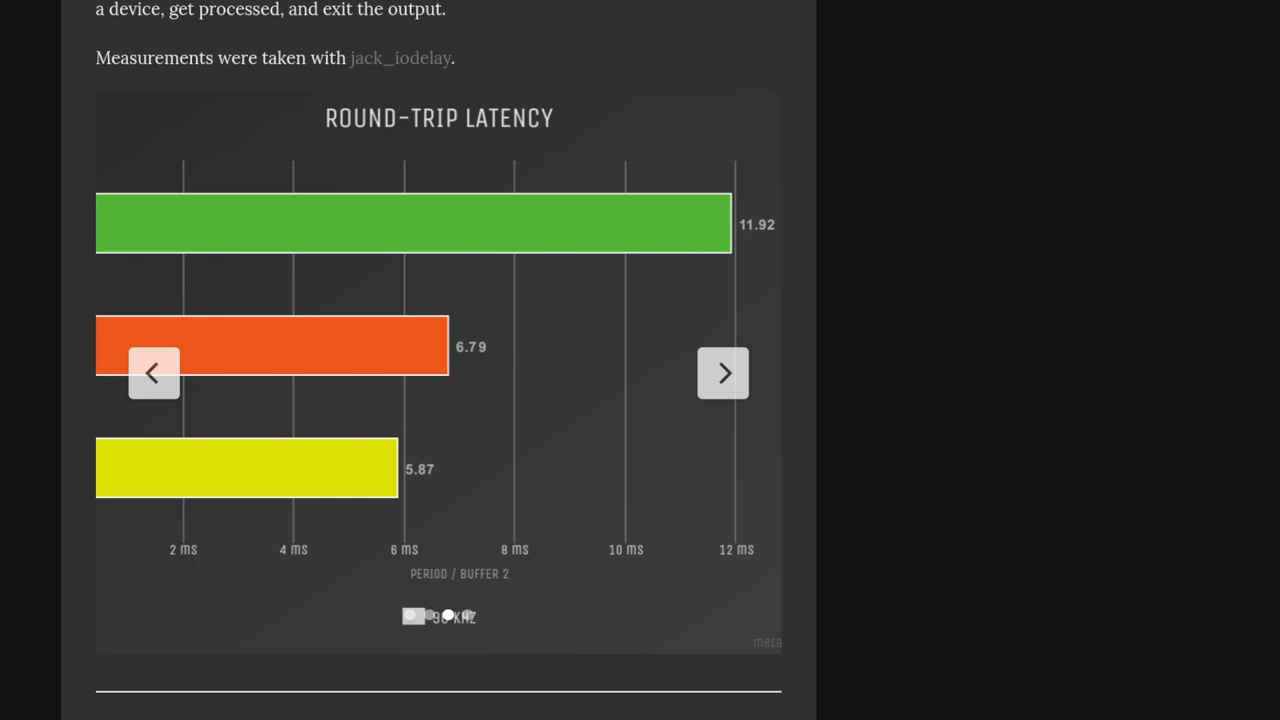 a device, get processed, and exit the output.
Measurements were taken with jack_iodelay.
ROUND-TRIP LATENCY
11.92
6.79
5.87
2 ms
4 ms
6 ms
8 ms
10 ms
12 ms
PERIOD / BUFFER 2
KHZ